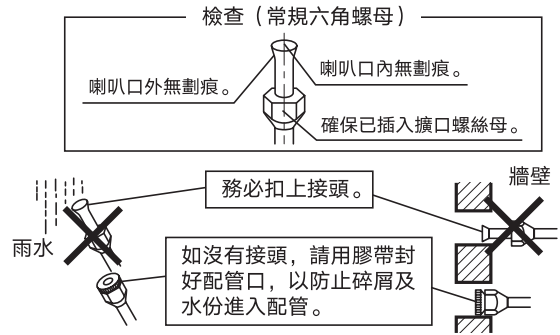 檢查（常規六角螺母）
喇叭口外無劃痕。
喇叭口內無劃痕。
確保已插入擴口螺絲母。
務必扣上接頭。
牆壁
雨水
如沒有接頭，請用膠帶封
好配管口，以防止碎屑及
水份進入配管。